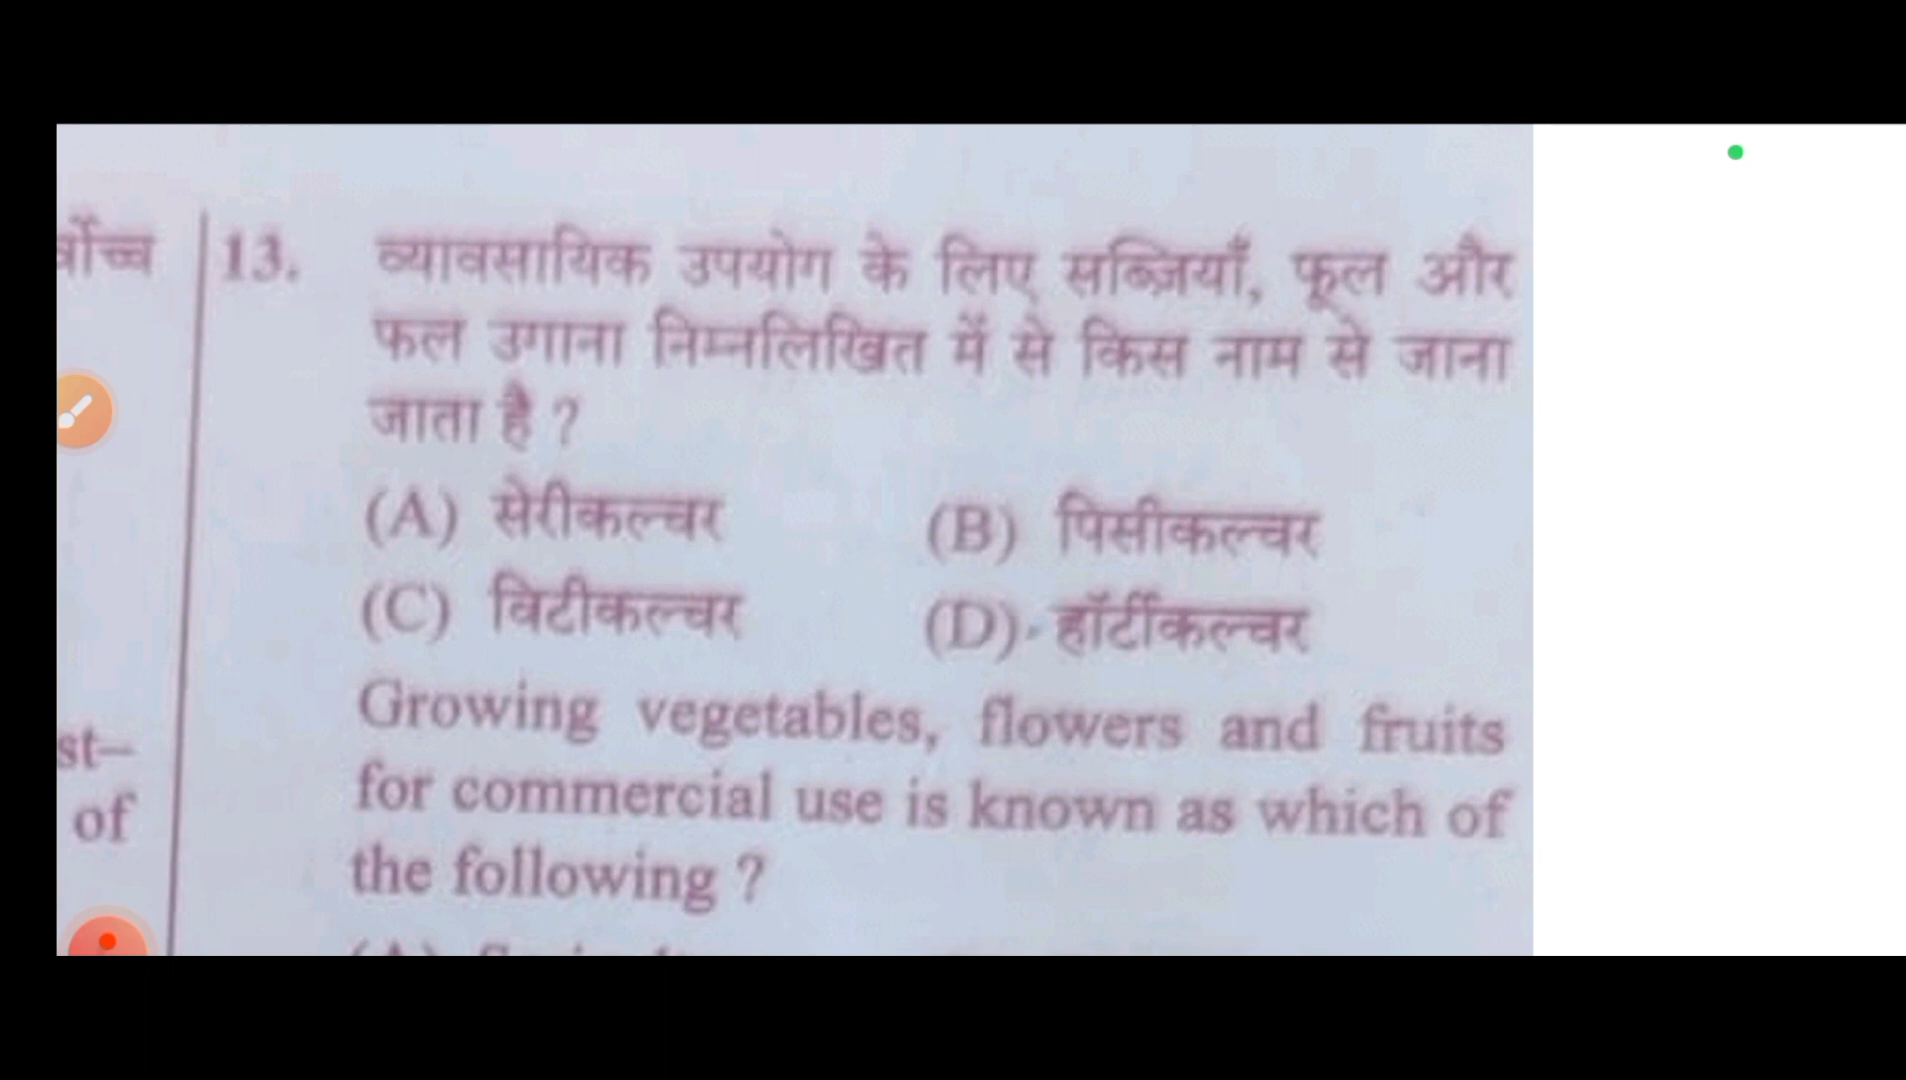 र्वोच्च
13. व्यावसायिक उपयोग के लिए सब्ज़ियाँ, फूल और
फल उगाना निम्नलिखित में से किस नाम से जाना
जाता है ?
(A) सेरीकल्चर (B) पिसीकल्चर
(C) विटीकल्चर (D) हॉर्टीकल्चर
Growing vegetables, flowers and fruits
st–
for commercial use is known as which of
of
the following ?